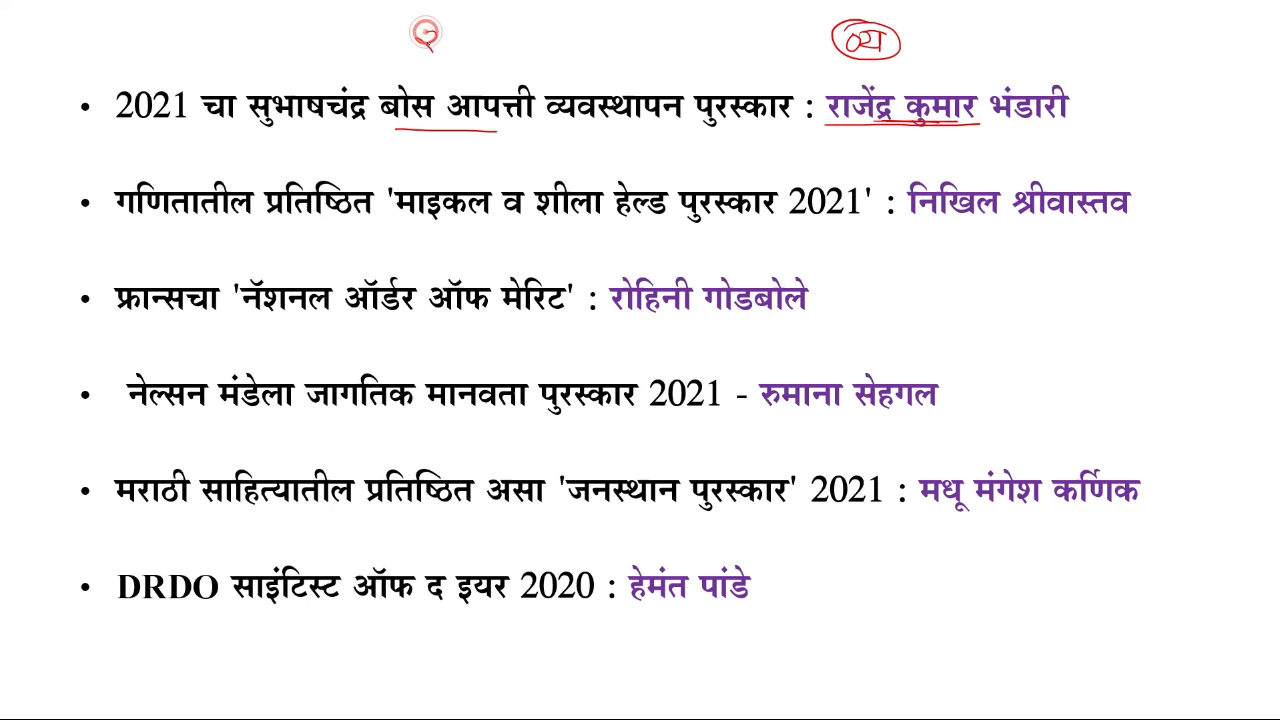 व्य
• 2021 चा सुभाषचंद्र बोस आपत्ती व्यवस्थापन पुरस्कार : राजेंद्र कुमार भंडारी
• गणितातील प्रतिष्ठित 'माइकल व शीला हेल्ड पुरस्कार 2021' : निखिल श्रीवास्तव
• फ्रान्सचा 'नॅशनल ऑर्डर ऑफ मेरिट' : रोहिनी गोडबोले
• नेल्सन मंडेला जागतिक मानवता पुरस्कार 2021 - रुमाना सेहगल
• मराठी साहित्यातील प्रतिष्ठित असा 'जनस्थान पुरस्कार' 2021 : मधू मंगेश कर्णिक
• DRDO साइंटिस्ट ऑफ द इयर 2020 : हेमंत पांडे